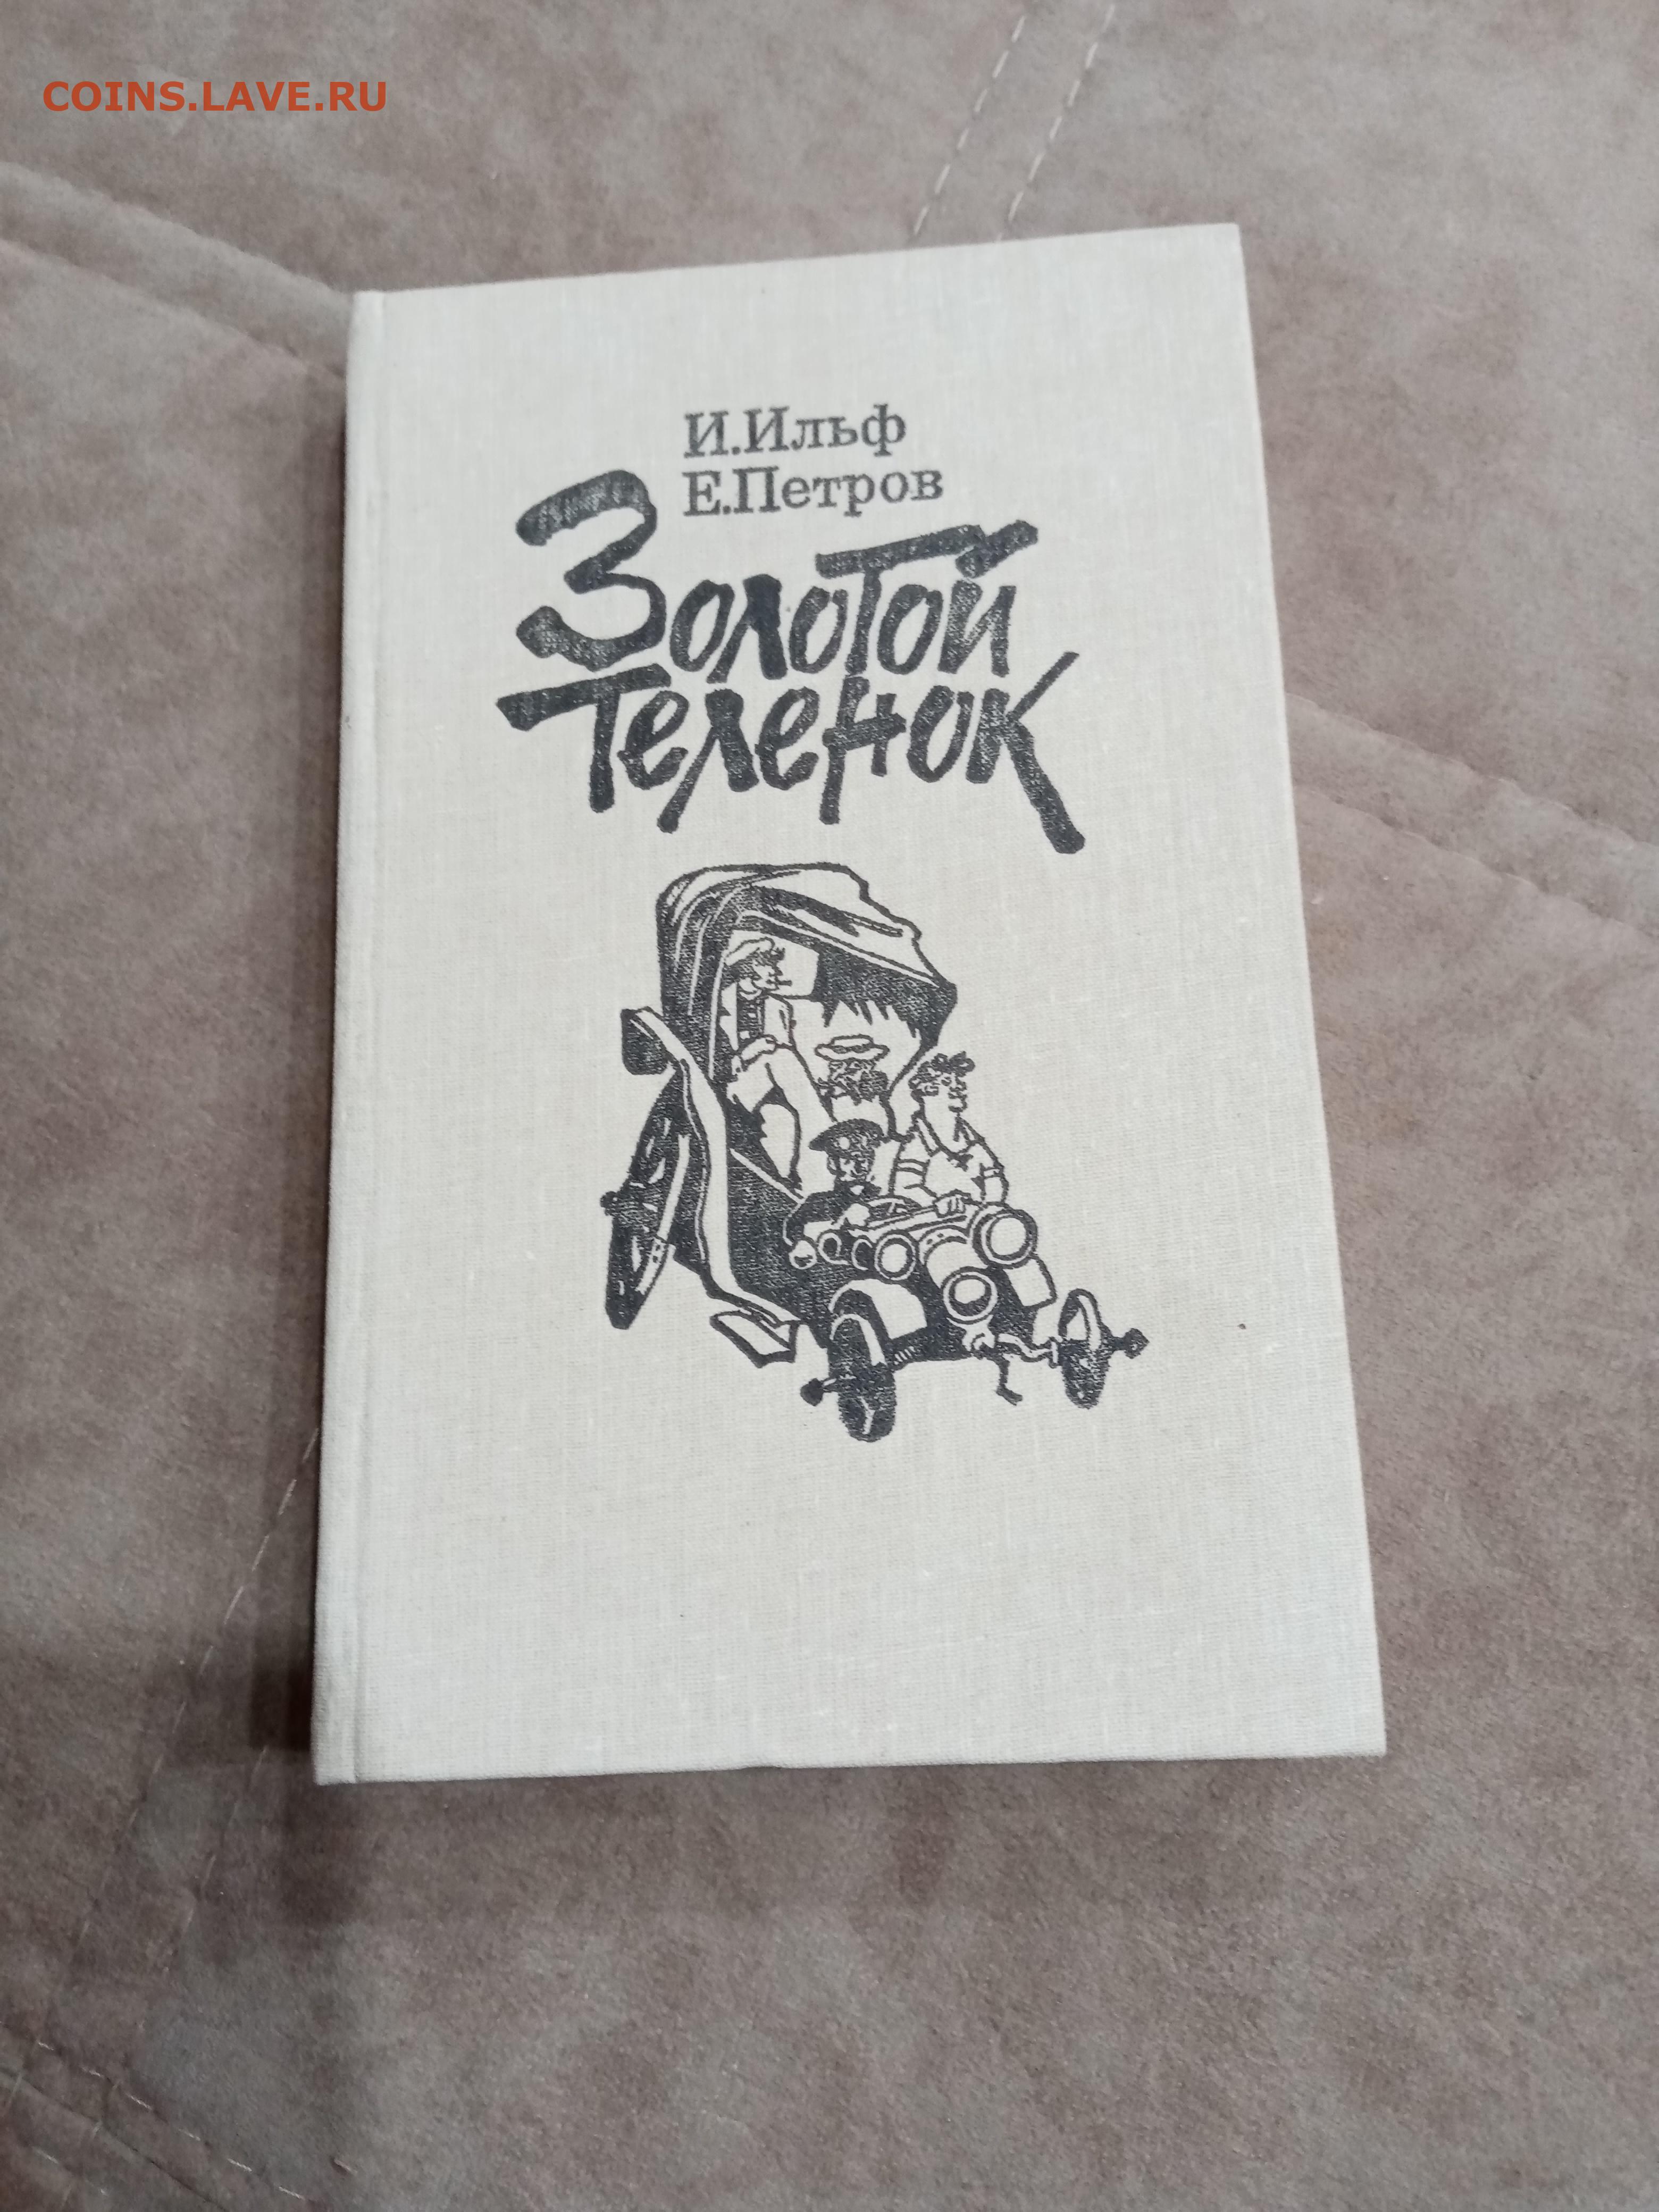 COINS.LAVE.RU
И.Ильф
Е.Петров
Золотой
теленок